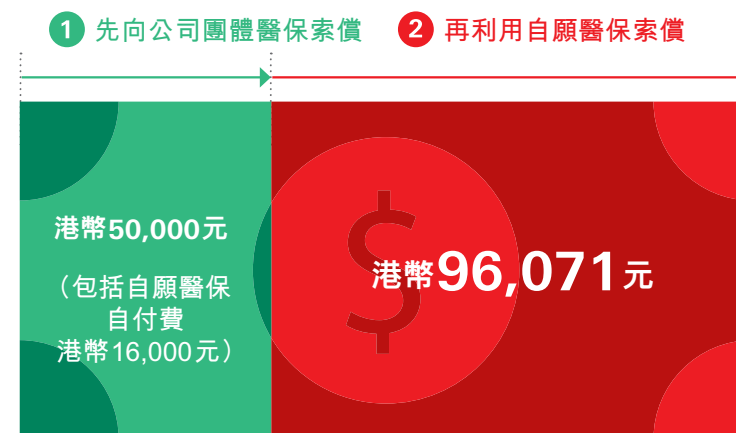 1 先向公司團體醫保索償
2 再利用自願醫保索償
港幣50,000元
（包括自願醫保
自付費
港幣16,000元）
$
港幣96,071元